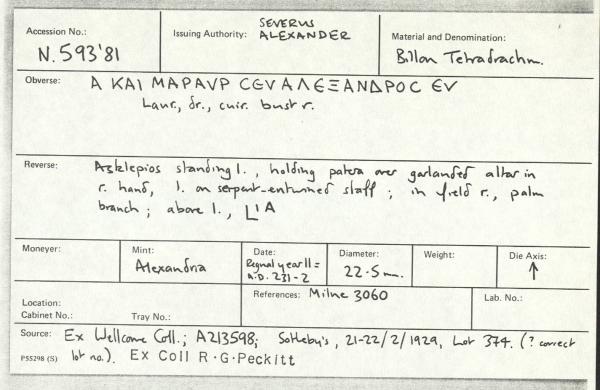 Accession No.:
N. 593'81
Issuing Authority: SEVERUS
ALEXANDER
Material and Denomination:
Billon Tetradrachm.
Obverse: A KAI MAPAVP CЄV AΛЄΞANΔPOC ЄV
Laur., dr., cuir. bust r.
Reverse: Asklepios standing l., holding patera over garlanded altar in
r. hand, l. on serpent-entwined staff; in field r., palm
branch; above l., L'IA
Moneyer:
Mint:
Alexandria
Date:
Regnal year 11 =
A.D. 231-2
Diameter:
22.5 mm.
Weight:
Die Axis:
↑
Location:
Cabinet No.:
Tray No.:
References: Milne 3060
Lab. No.:
Source: Ex Wellcome Coll.; A213598; Sotheby's, 21-22/2/1929, Lot 374. (? correct
P55298 (S) lot no.). Ex Coll R.G. Peckitt